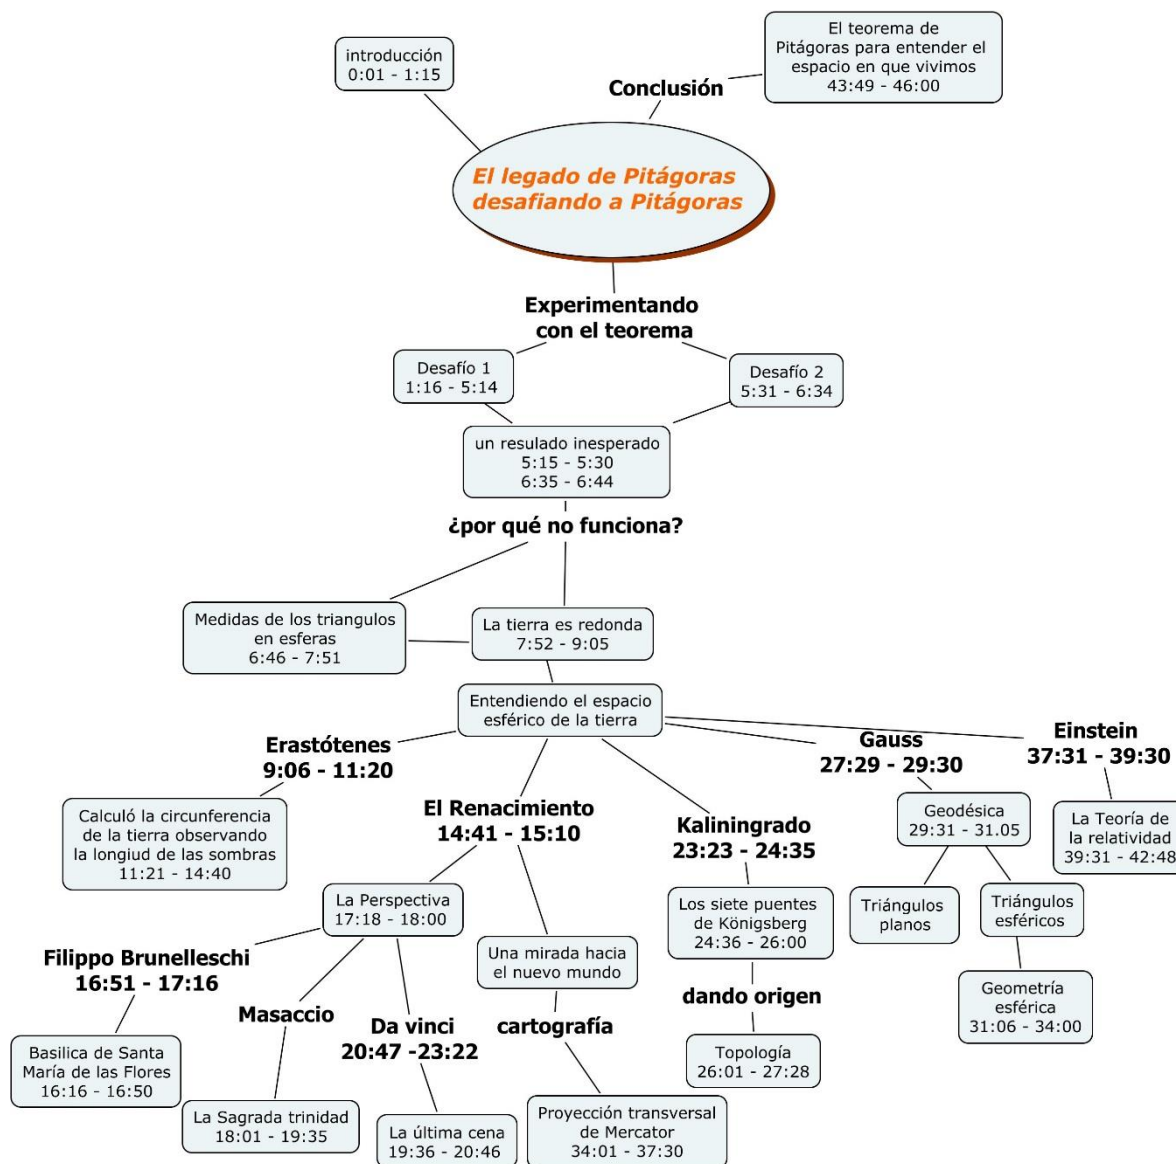 introducción
0:01 - 1:15
El teorema de
Pitágoras para entender el
espacio en que vivimos
43:49 - 46:00
Conclusión
El legado de Pitágoras
desafiando a Pitágoras
Experimentando
con el teorema
Desafío 1
1:16 - 5:14
Desafío 2
5:31 - 6:34
un resulado inesperado
5:15 - 5:30
6:35 - 6:44
¿por qué no funciona?
Medidas de los triangulos
en esferas
6:46 - 7:51
La tierra es redonda
7:52 - 9:05
Entendiendo el espacio
esférico de la tierra
Erastótenes
9:06 - 11:20
Calculó la circunferencia
de la tierra observando
la longiud de las sombras
11:21 - 14:40
El Renacimiento
14:41 - 15:10
La Perspectiva
17:18 - 18:00
Filippo Brunelleschi
16:51 - 17:16
Basilica de Santa
María de las Flores
16:16 - 16:50
Masaccio
La Sagrada trinidad
18:01 - 19:35
Da vinci
20:47 -23:22
La última cena
19:36 - 20:46
Una mirada hacia
el nuevo mundo
cartografía
Proyección transversal
de Mercator
34:01 - 37:30
Kaliningrado
23:23 - 24:35
Los siete puentes
de Königsberg
24:36 - 26:00
dando origen
Topología
26:01 - 27:28
Gauss
27:29 - 29:30
Geodésica
29:31 - 31.05
Triángulos
planos
Triángulos
esféricos
Geometría
esférica
31:06 - 34:00
Einstein
37:31 - 39:30
La Teoría de
la relatividad
39:31 - 42:48